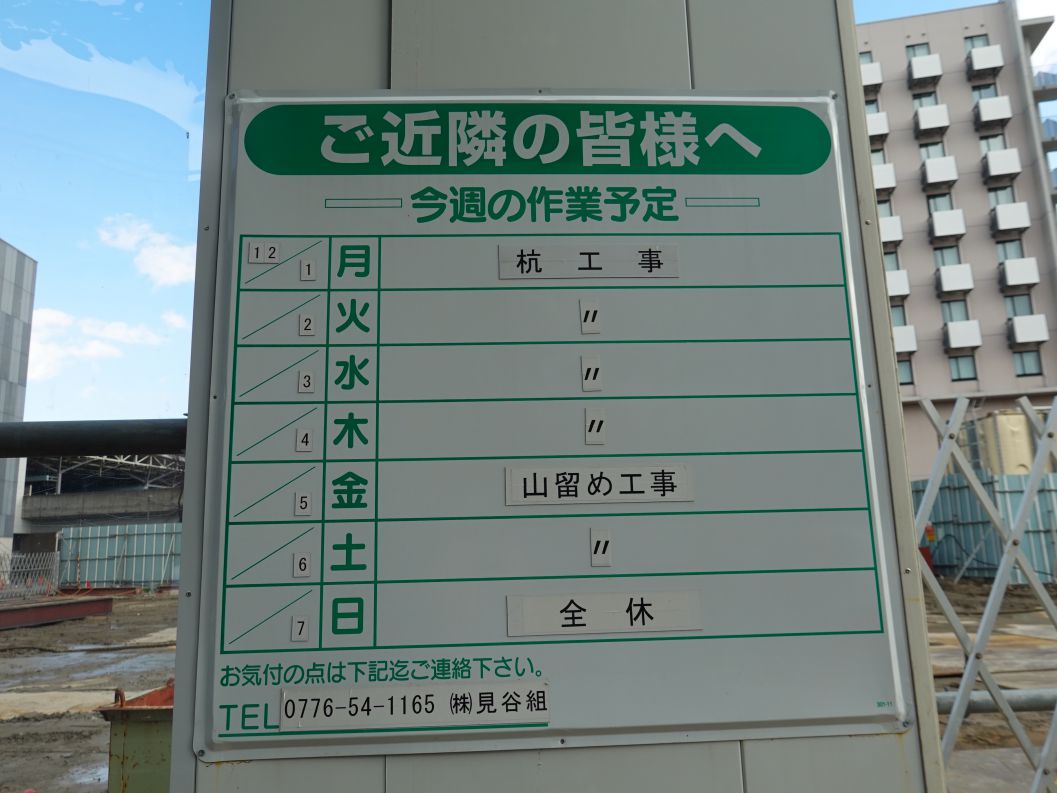 ご近隣の皆様へ
今週の作業予定
12/1 月 杭工事
2 火 〃
3 水 〃
4 木 〃
5 金 山留め工事
6 土 〃
7 日 全休
お気付の点は下記迄ご連絡下さい。
TEL 0776-54-1165 ㈱見谷組
301-11